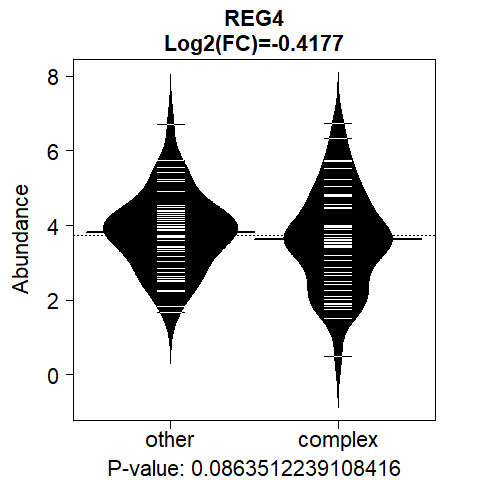 REG4
Log2(FC)=-0.4177
Abundance
8
6
4
2
0
other complex
P-value: 0.0863512239108416